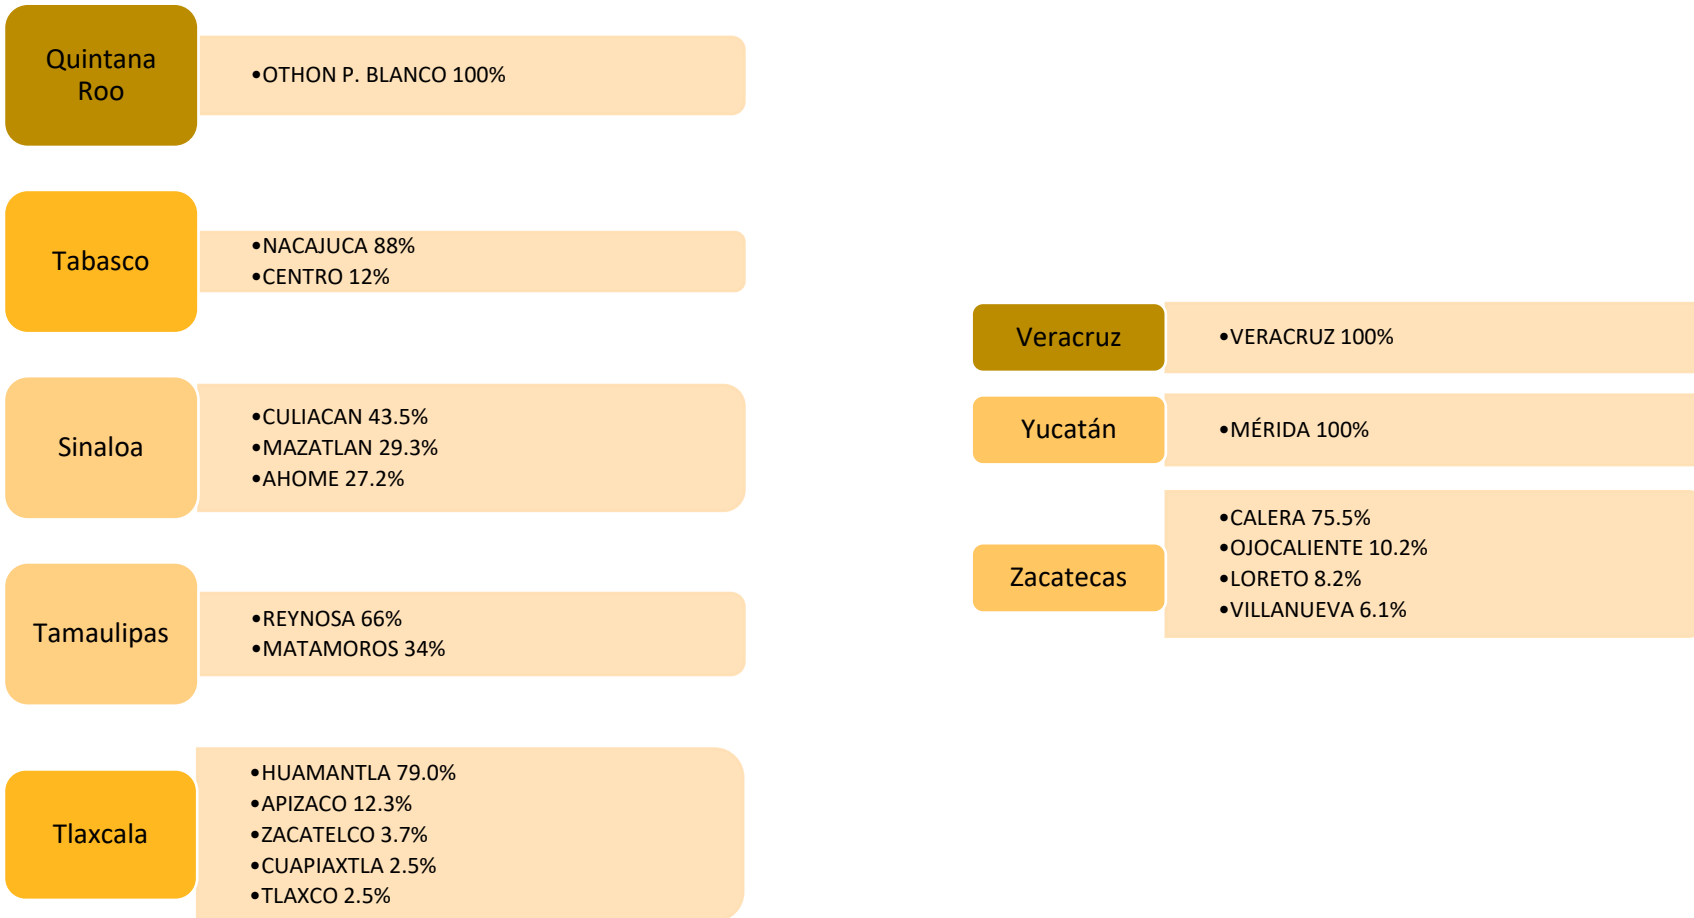 Quintana
Roo
•OTHON P. BLANCO 100%
Tabasco
•NACAJUCA 88%
•CENTRO 12%
Sinaloa
•CULIACAN 43.5%
•MAZATLAN 29.3%
•AHOME 27.2%
Tamaulipas
•REYNOSA 66%
•MATAMOROS 34%
Tlaxcala
•HUAMANTLA 79.0%
•APIZACO 12.3%
•ZACATELCO 3.7%
•CUAPIAXTLA 2.5%
•TLAXCO 2.5%
Veracruz
•VERACRUZ 100%
Yucatán
•MÉRIDA 100%
Zacatecas
•CALERA 75.5%
•OJOCALIENTE 10.2%
•LORETO 8.2%
•VILLANUEVA 6.1%